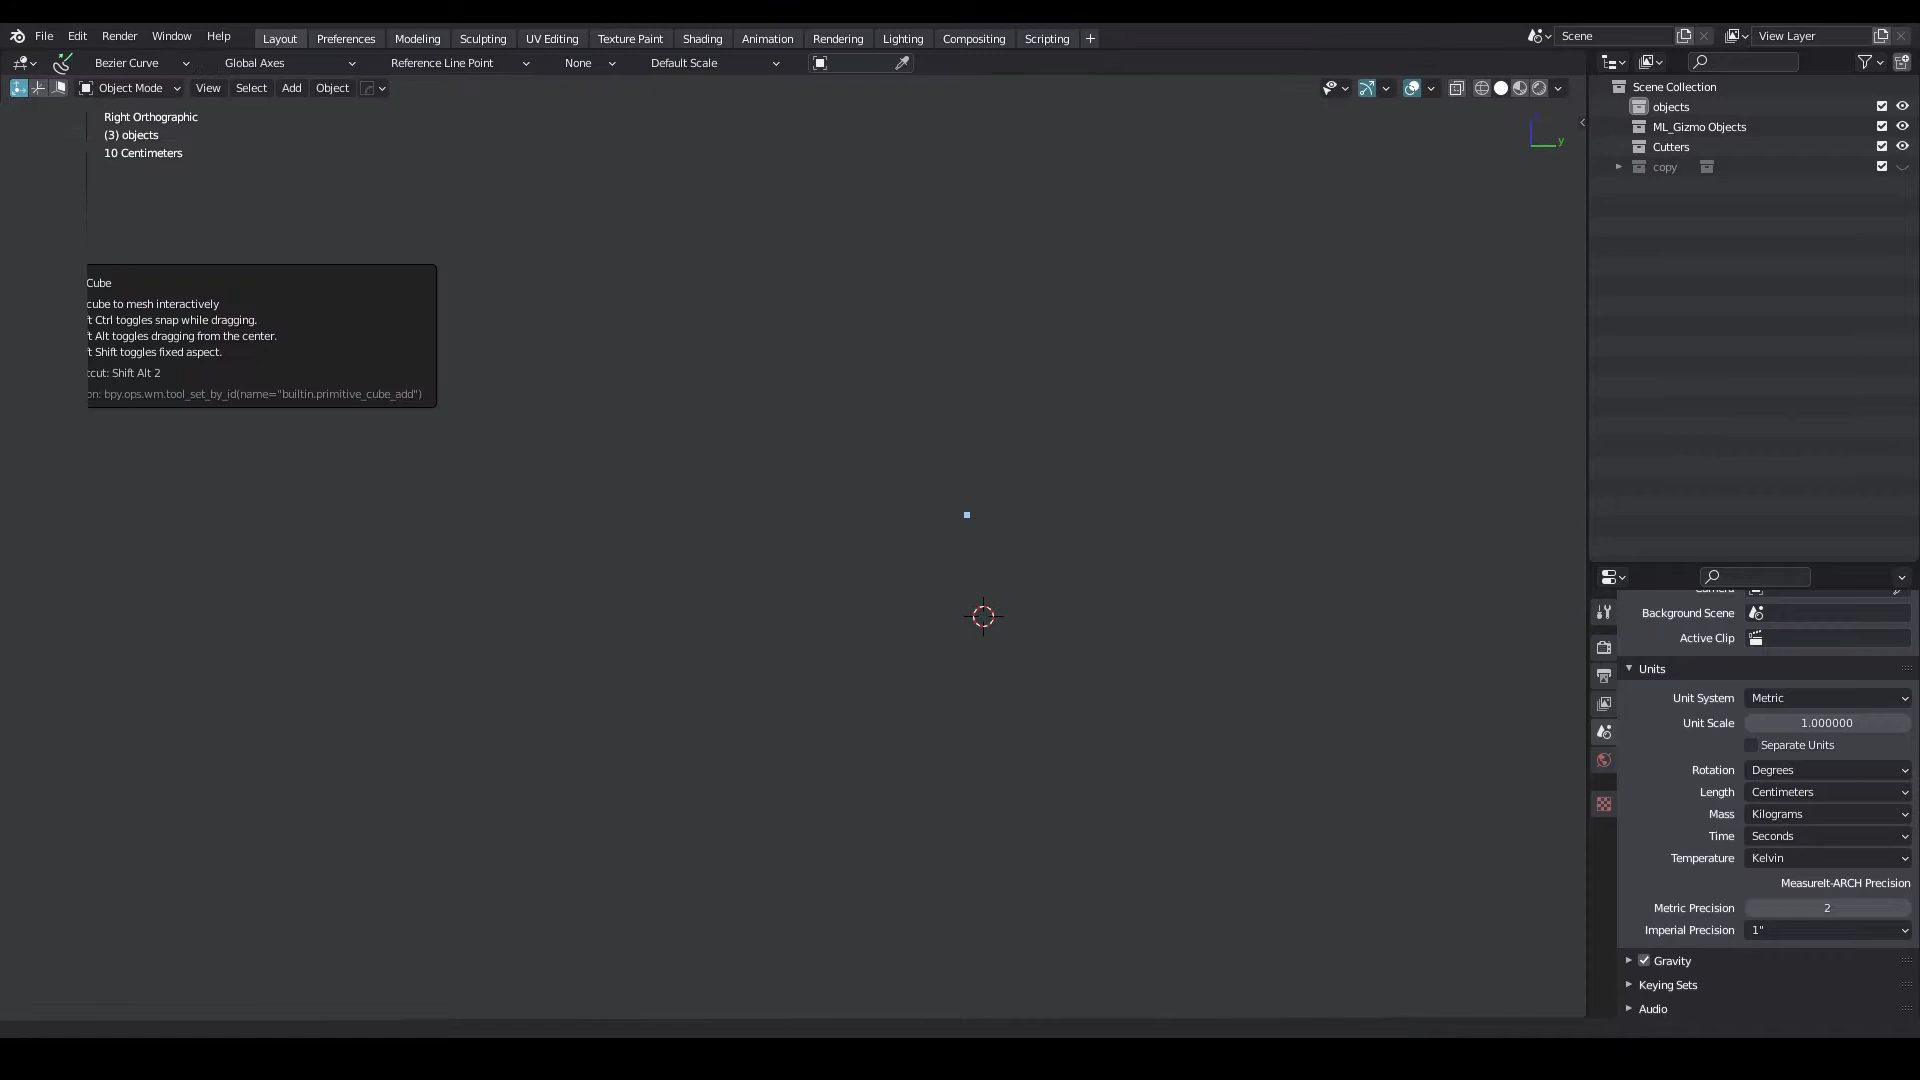 File Edit Render Window Help Layout Preferences Modeling Sculpting UV Editing Texture Paint Shading Animation Rendering Lighting Compositing Scripting + Scene View Layer
Bezier Curve Global Axes Reference Line Point None Default Scale
Object Mode View Select Add Object
Right Orthographic
(3) objects
10 Centimeters
y
Cube
cube to mesh interactively
ft Ctrl toggles snap while dragging.
ft Alt toggles dragging from the center.
ft Shift toggles fixed aspect.
tcut: Shift Alt 2
on: bpy.ops.wm.tool_set_by_id(name="builtin.primitive_cube_add")
Scene Collection
objects
ML_Gizmo Objects
Cutters
copy
Camera
Background Scene
Active Clip
Units
Unit System Metric
Unit Scale 1.000000
Separate Units
Rotation Degrees
Length Centimeters
Mass Kilograms
Time Seconds
Temperature Kelvin
MeasureIt-ARCH Precision
Metric Precision 2
Imperial Precision 1"
Gravity
Keying Sets
Audio